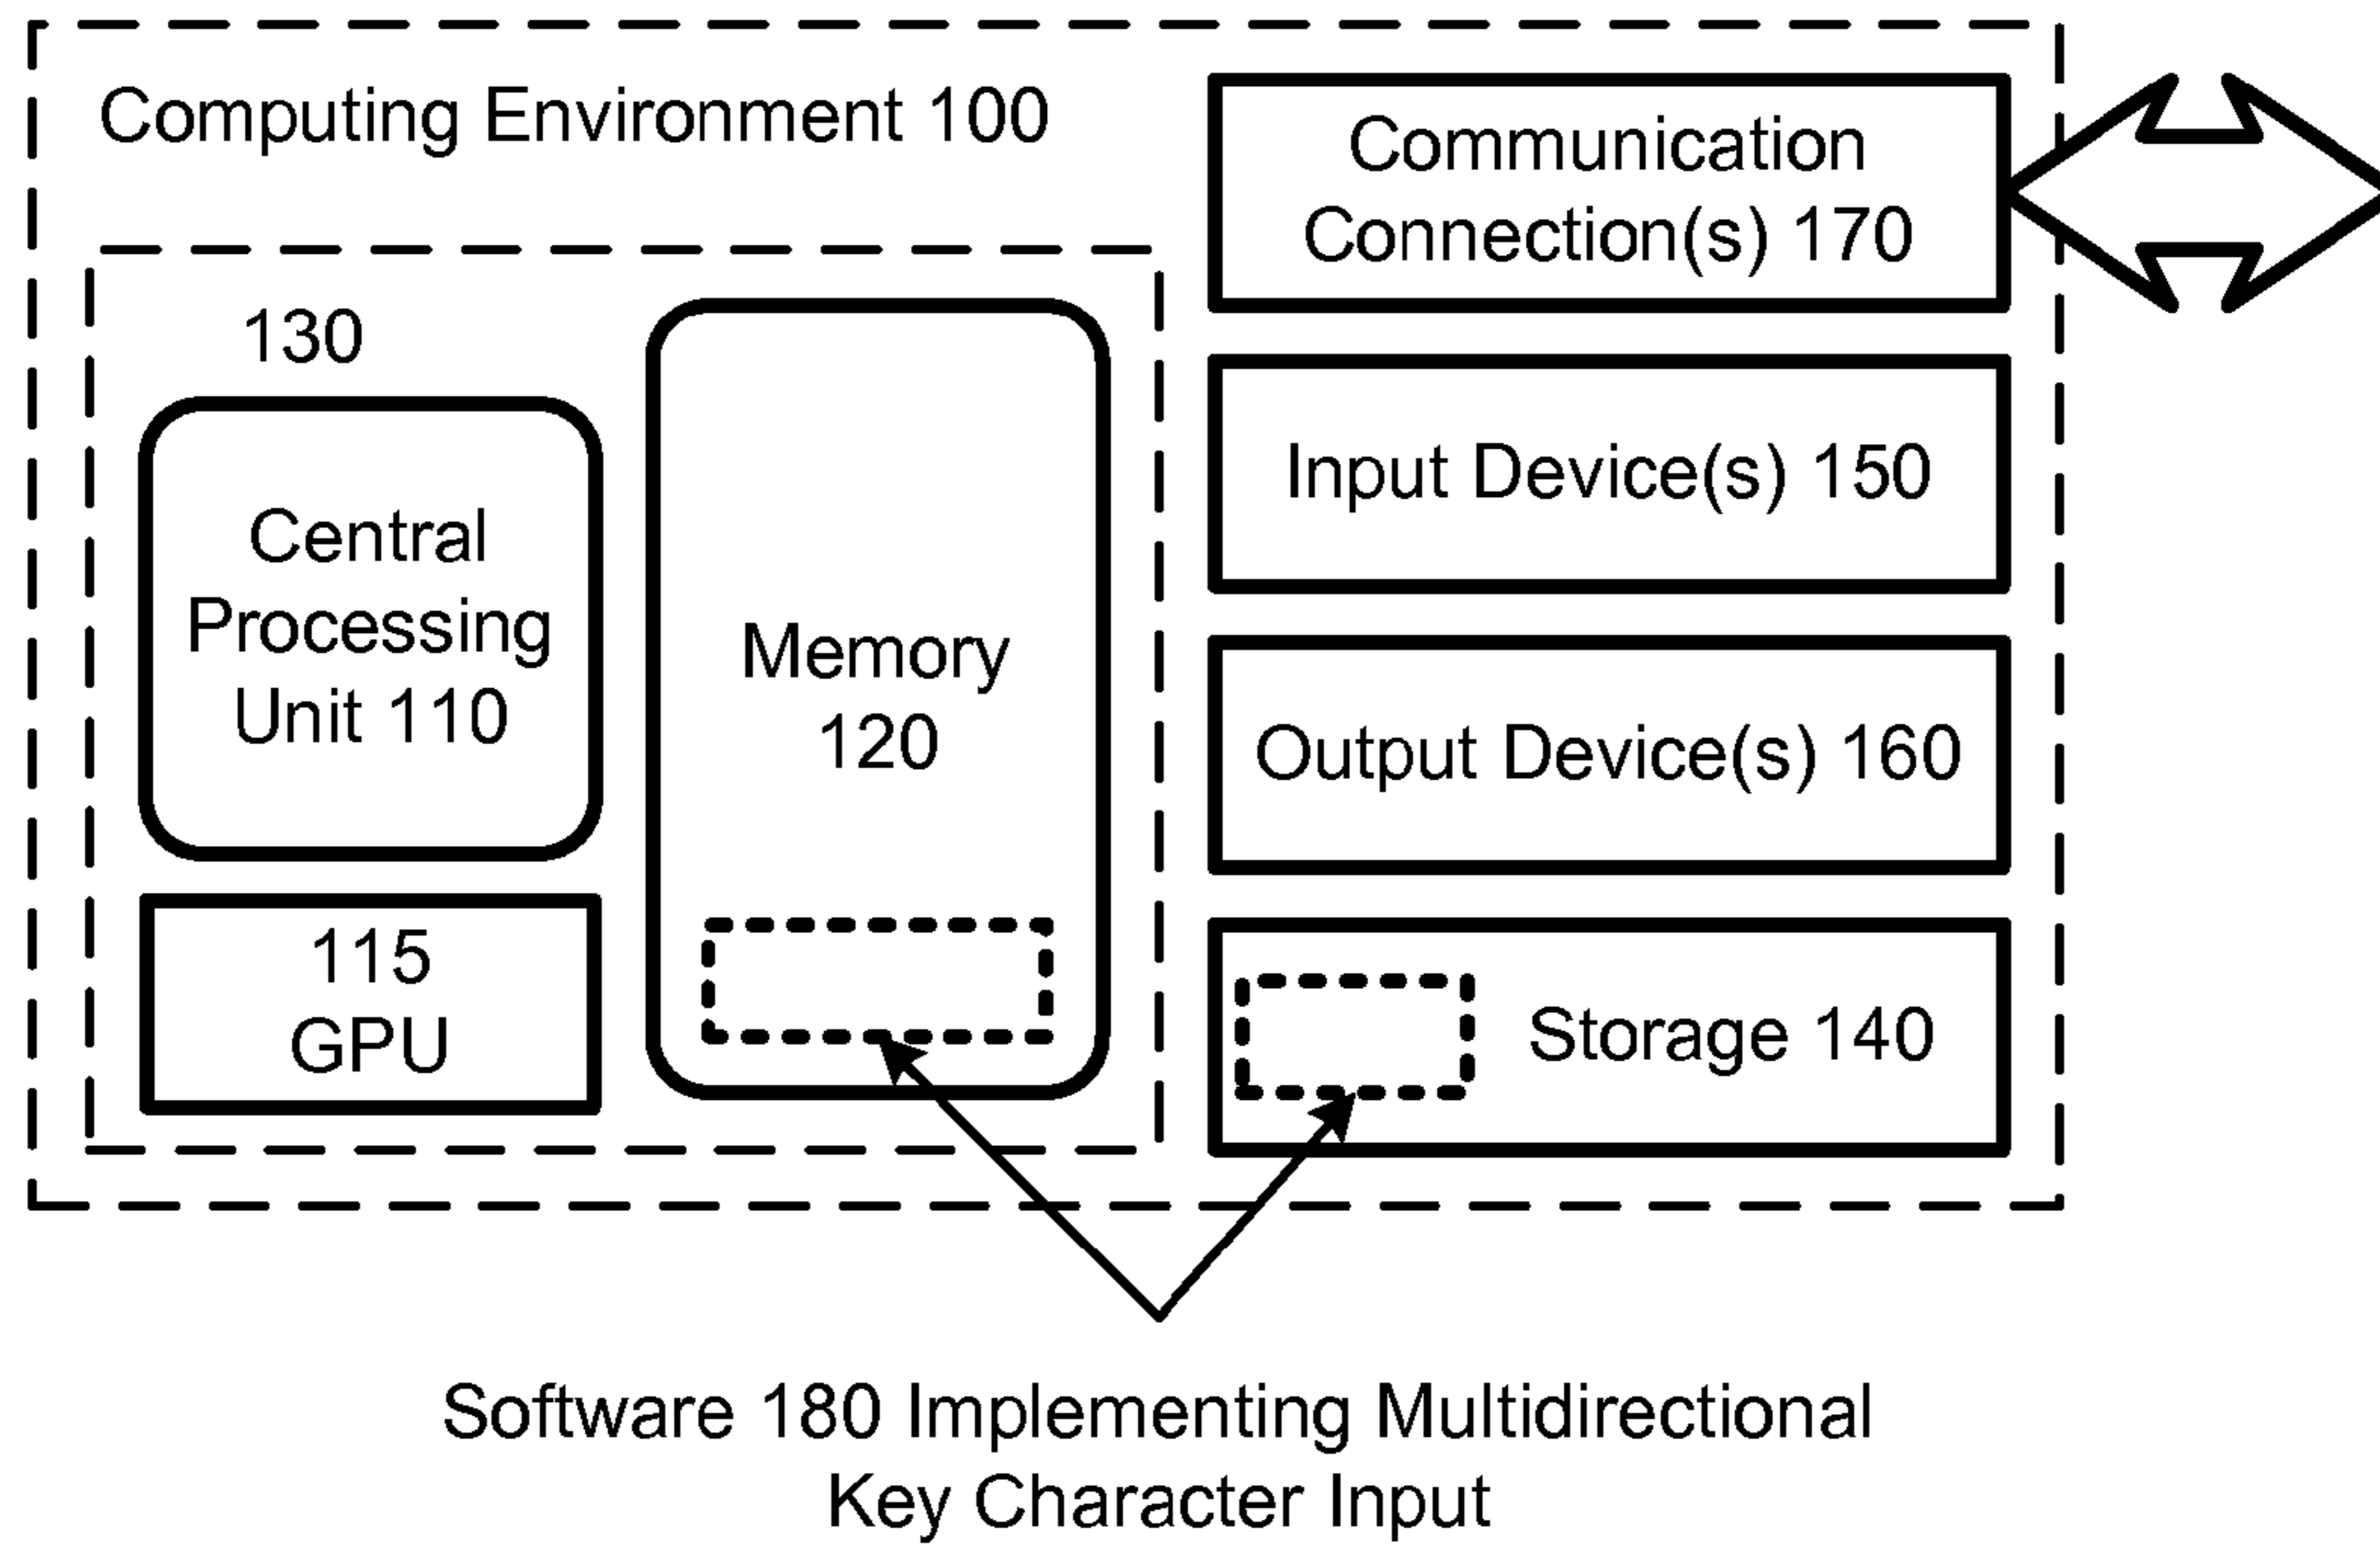 Computing Environment 100
130
Central
Processing
Unit 110
115
GPU
Memory
120
Communication
Connection(s) 170
Input Device(s) 150
Output Device(s) 160
Storage 140
Software 180 Implementing Multidirectional
Key Character Input